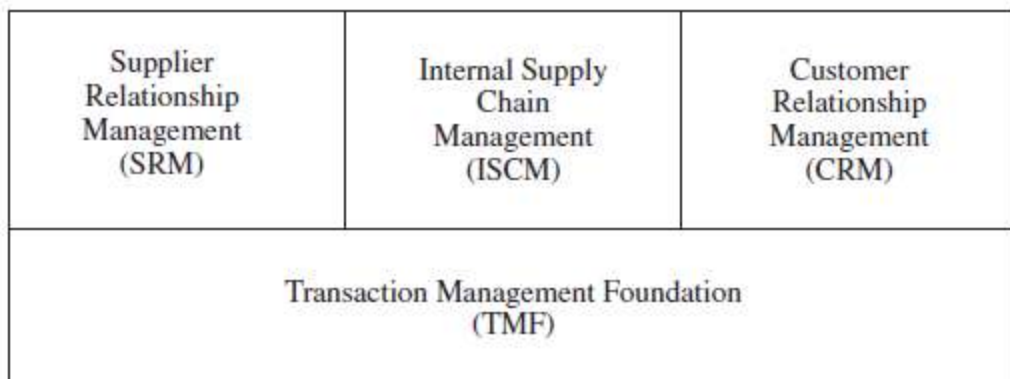 Supplier
Relationship
Management
(SRM)
Internal Supply
Chain
Management
(ISCM)
Customer
Relationship
Management
(CRM)
Transaction Management Foundation
(TMF)